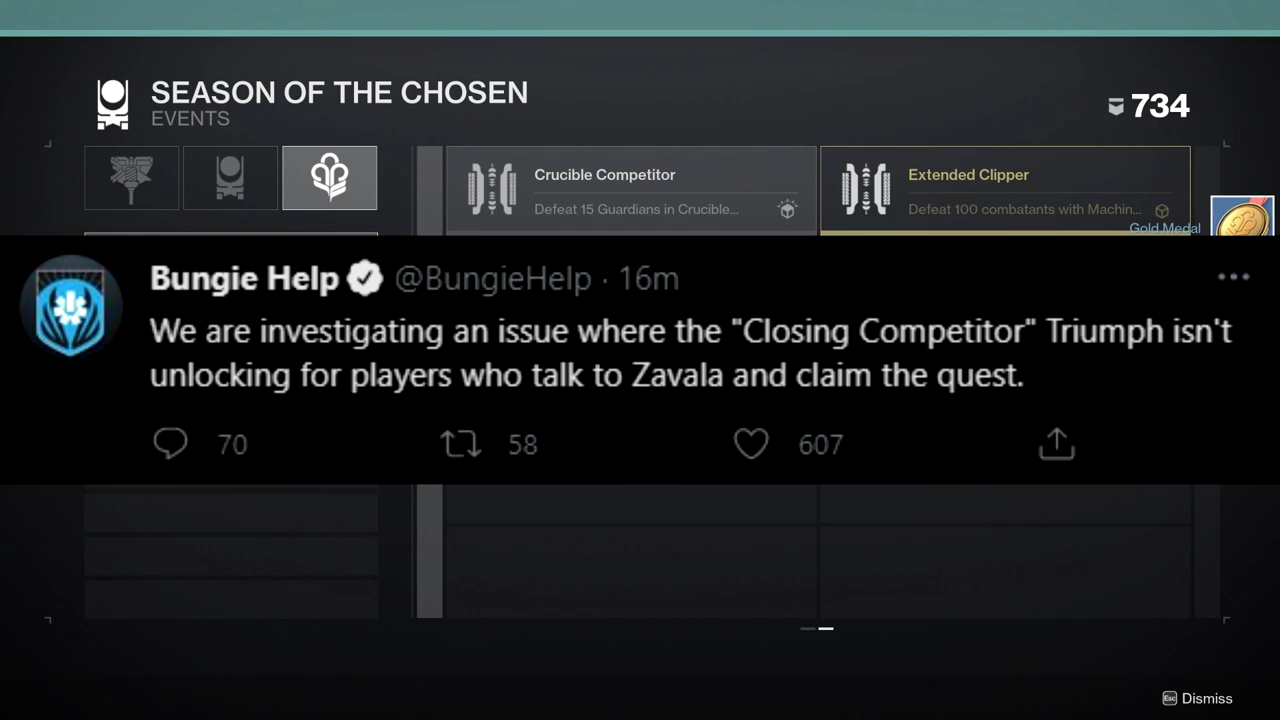 SEASON OF THE CHOSEN
EVENTS
734
Crucible Competitor
Defeat 15 Guardians in Crucible...
Extended Clipper
Defeat 100 combatants with Machin...
Gold Medal
Bungie Help @BungieHelp · 16m
We are investigating an issue where the "Closing Competitor" Triumph isn't
unlocking for players who talk to Zavala and claim the quest.
70 58 607
Esc Dismiss